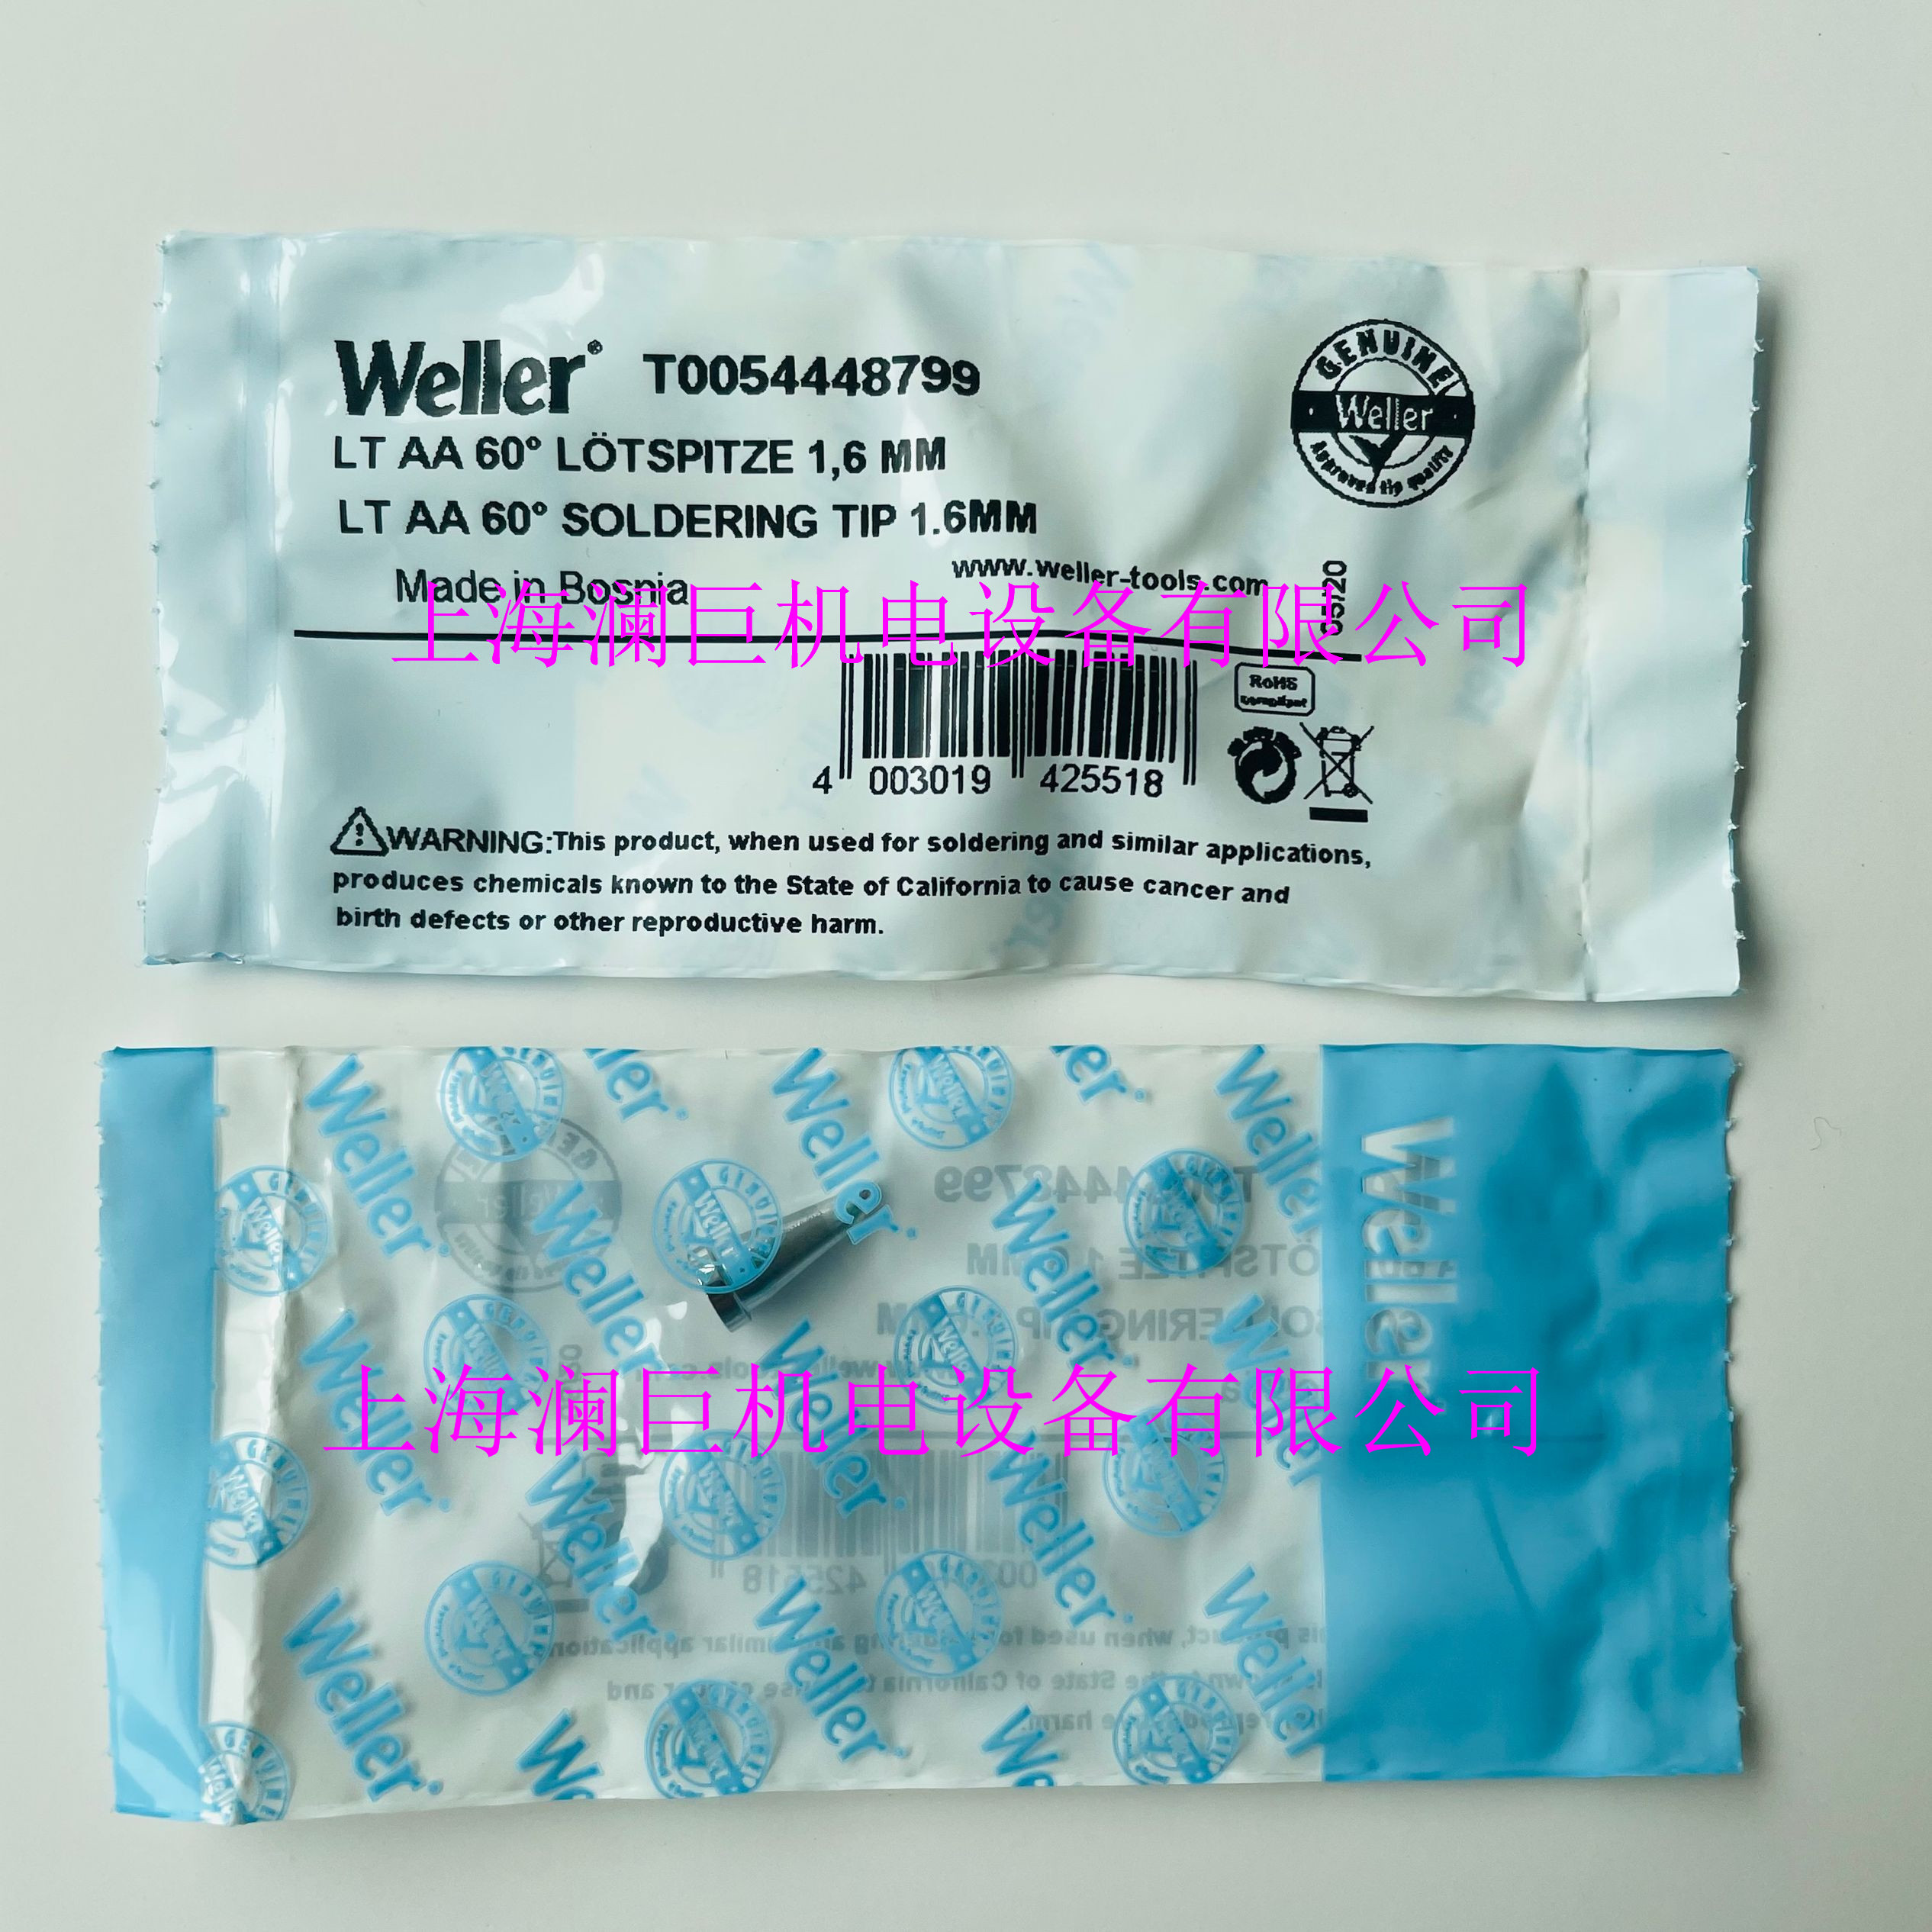 Weller® T0054448799
GENUINE
Weller
Approved tip quality
LT AA 60° LÖTSPITZE 1,6 MM
LT AA 60° SOLDERING TIP 1.6MM
Made in Bosnia
www.weller-tools.com
上海澜巨机电设备有限公司
RoHS
Compliant
4 003019 425518
WARNING:This product, when used for soldering and similar applications,
produces chemicals known to the State of California to cause cancer and
birth defects or other reproductive harm.
Weller
上海澜巨机电设备有限公司